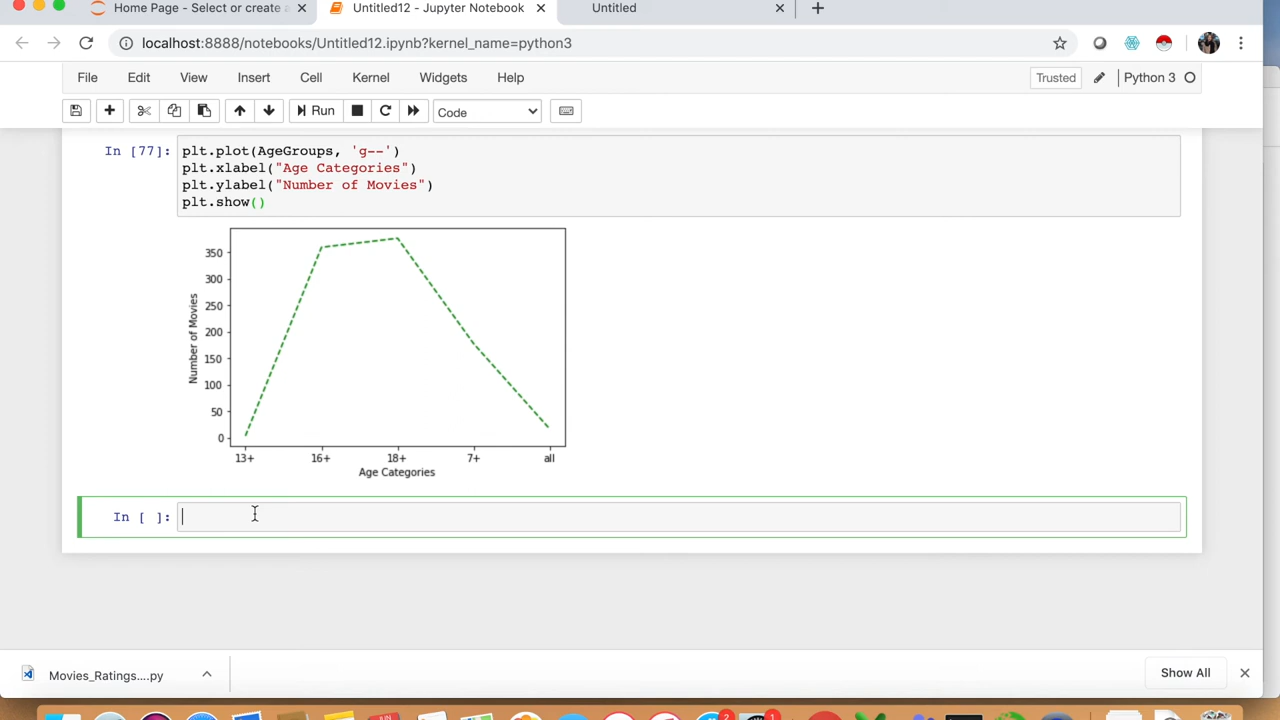 Home Page - Select or create a
Untitled12 - Jupyter Notebook
Untitled
localhost:8888/notebooks/Untitled12.ipynb?kernel_name=python3
File Edit View Insert Cell Kernel Widgets Help
Trusted Python 3
Run Code
In [77]: plt.plot(AgeGroups, 'g--')
plt.xlabel("Age Categories")
plt.ylabel("Number of Movies")
plt.show()
350
300
250
200
150
100
50
0
Number of Movies
13+ 16+ 18+ 7+ all
Age Categories
In [ ]:
Movies_Ratings....py
Show All
JUN
2
1